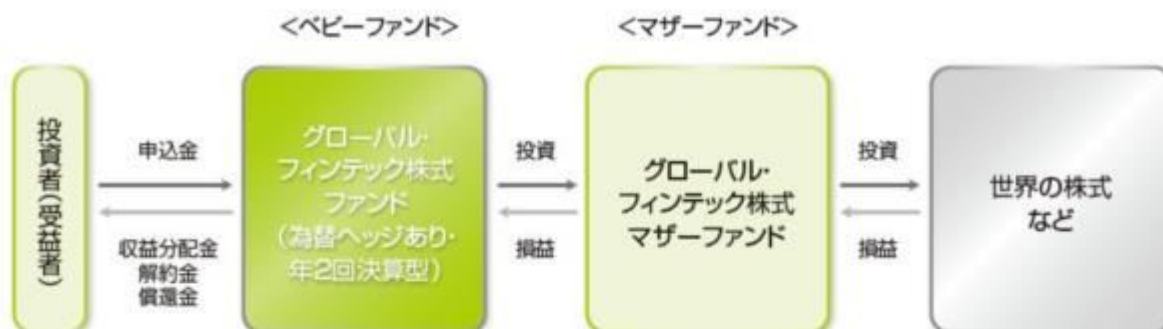 <ベビーファンド>
<マザーファンド>
投資者(受益者)
申込金
収益分配金
解約金
償還金
グローバル・
フィンテック株式
ファンド
(為替ヘッジあり・
年2回決算型)
投資
損益
グローバル・
フィンテック株式
マザーファンド
投資
損益
世界の株式
など